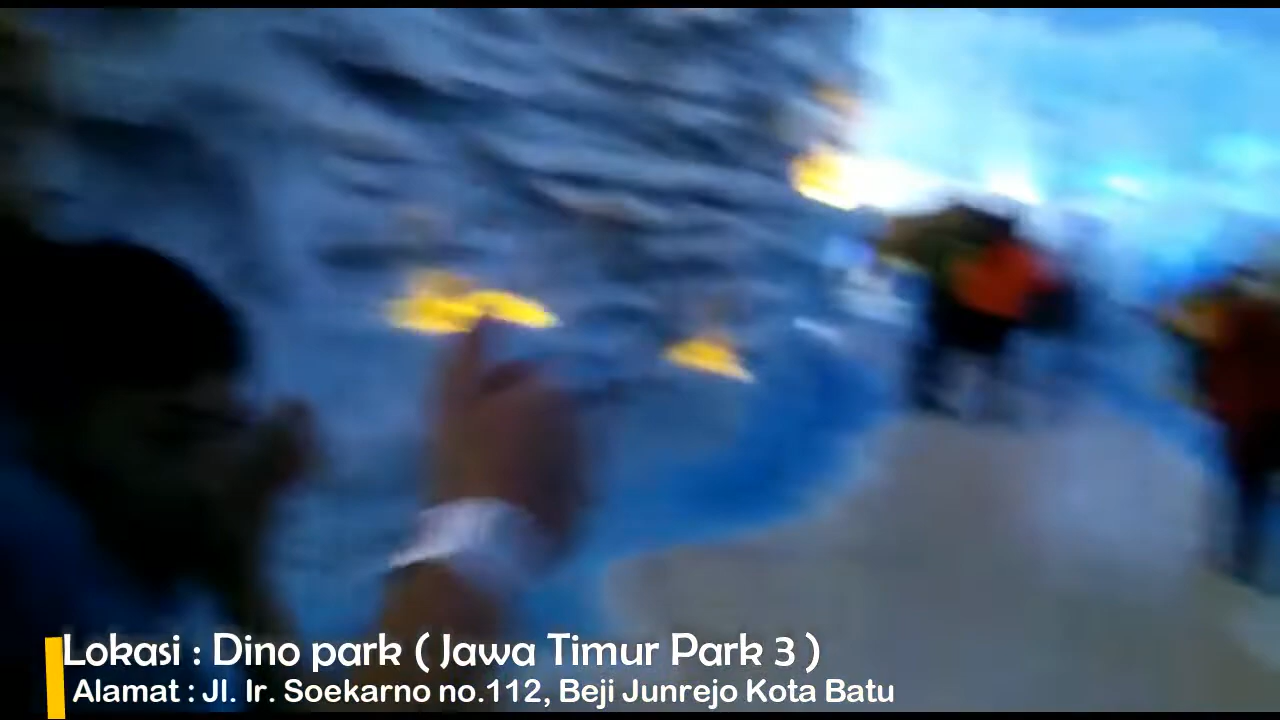 Lokasi : Dino park ( Jawa Timur Park 3 )
Alamat : Jl. Ir. Soekarno no.112, Beji Junrejo Kota Batu